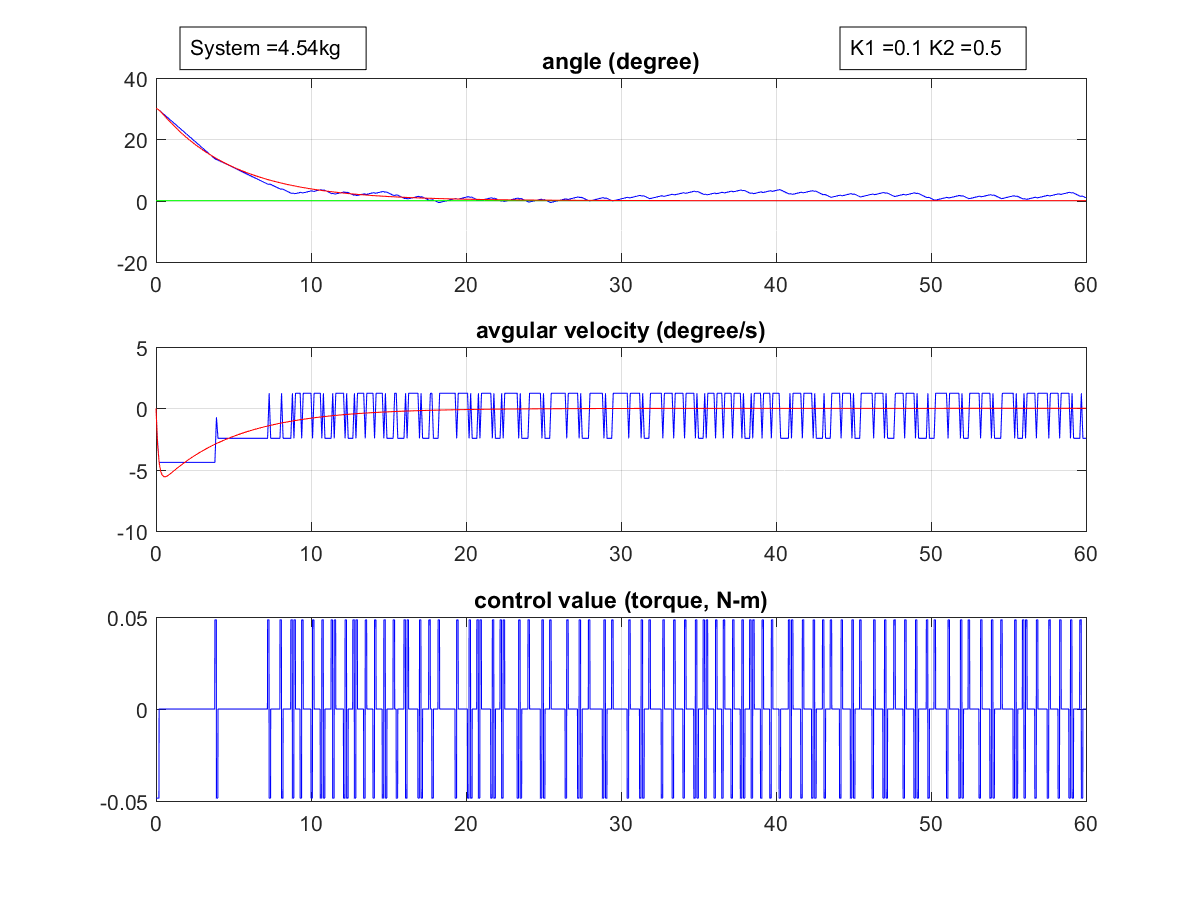 System =4.54kg
K1 =0.1 K2 =0.5
angle (degree)
40
20
0
-20
0 10 20 30 40 50 60
avgular velocity (degree/s)
5
0
-5
-10
0 10 20 30 40 50 60
control value (torque, N-m)
0.05
0
-0.05
0 10 20 30 40 50 60